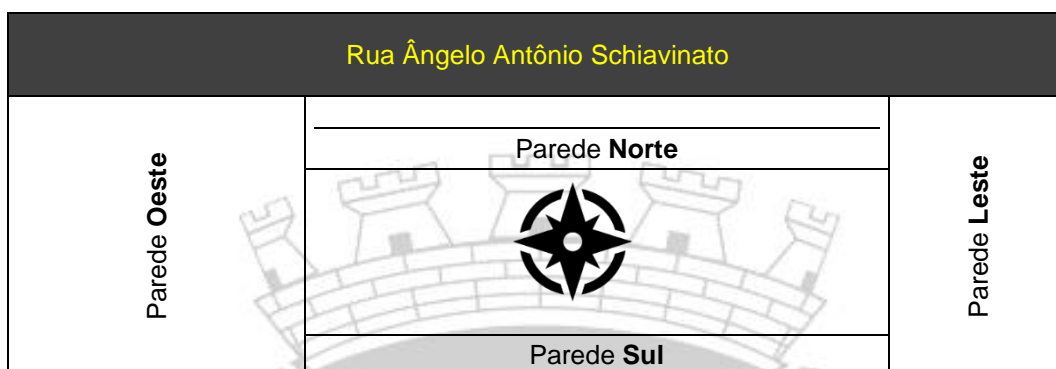 Rua Ângelo Antônio Schiavinato
Parede Oeste
Parede Norte
Parede Sul
Parede Leste